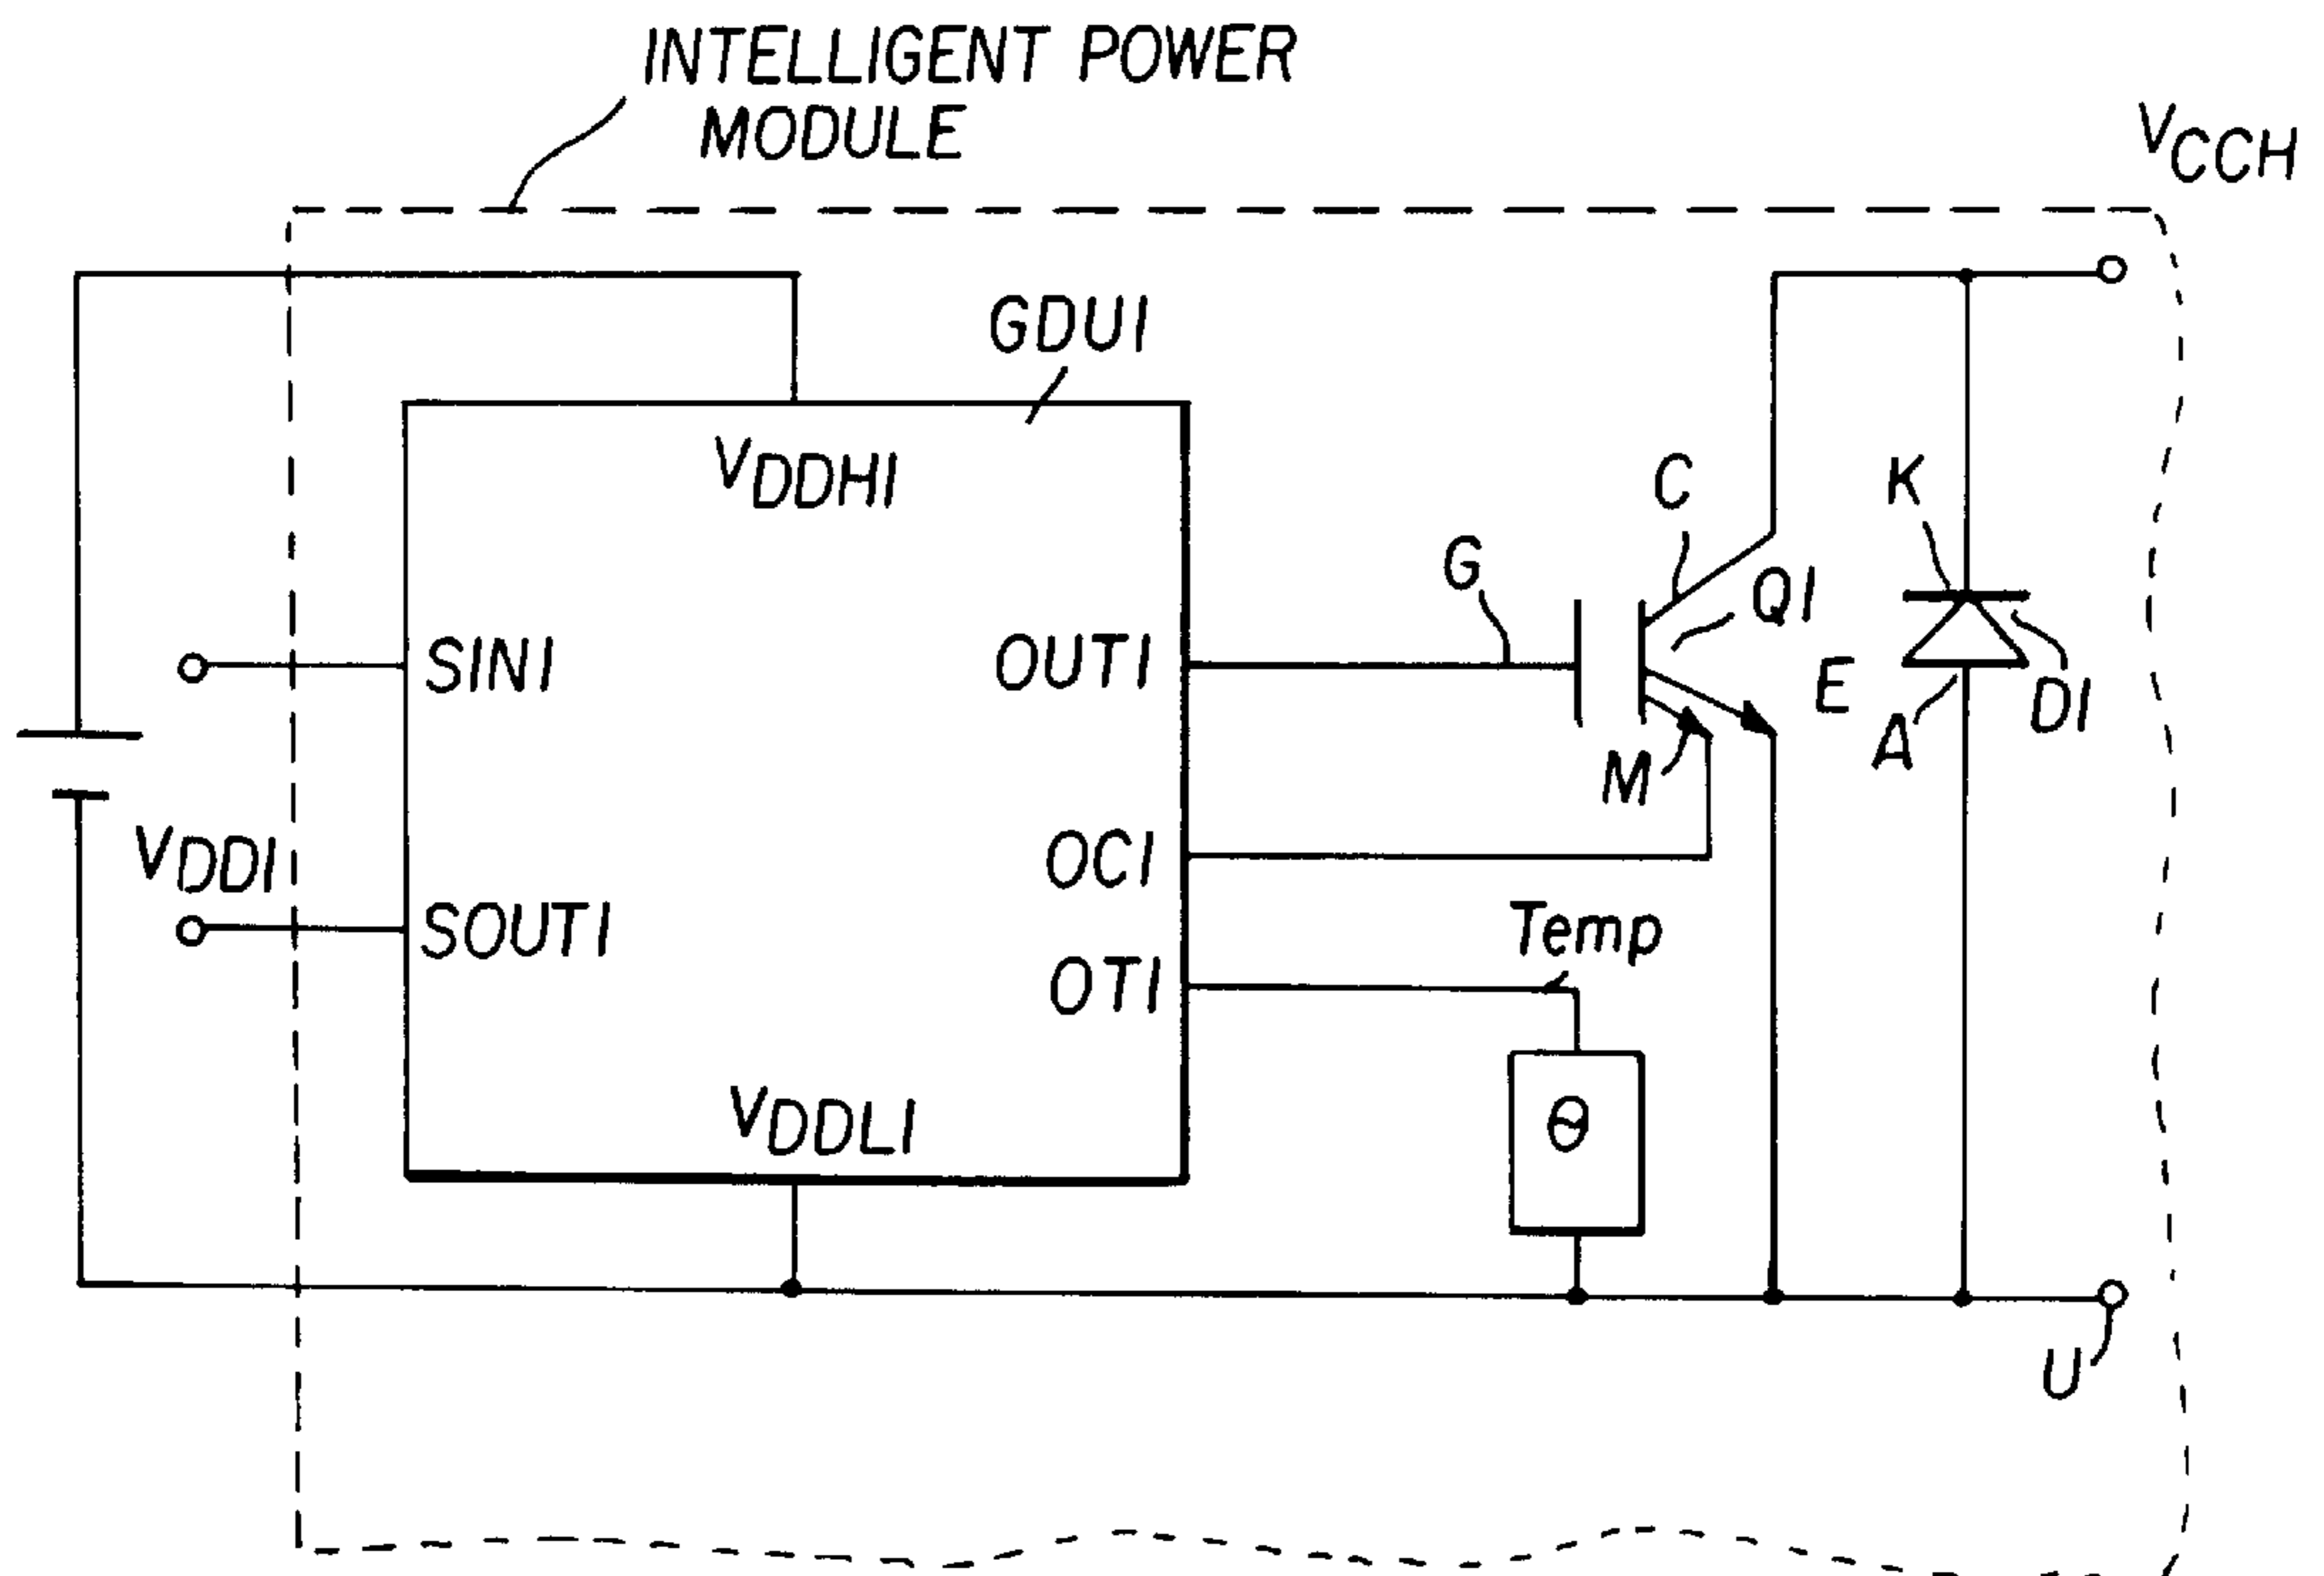 INTELLIGENT POWER
MODULE
VCCH
GDU1
VDDH1
C
K
G
Q1
SIN1
OUT1
E
D1
A
M
VDD1
OC1
SOUT1
Temp
OT1
VDDL1
θ
U